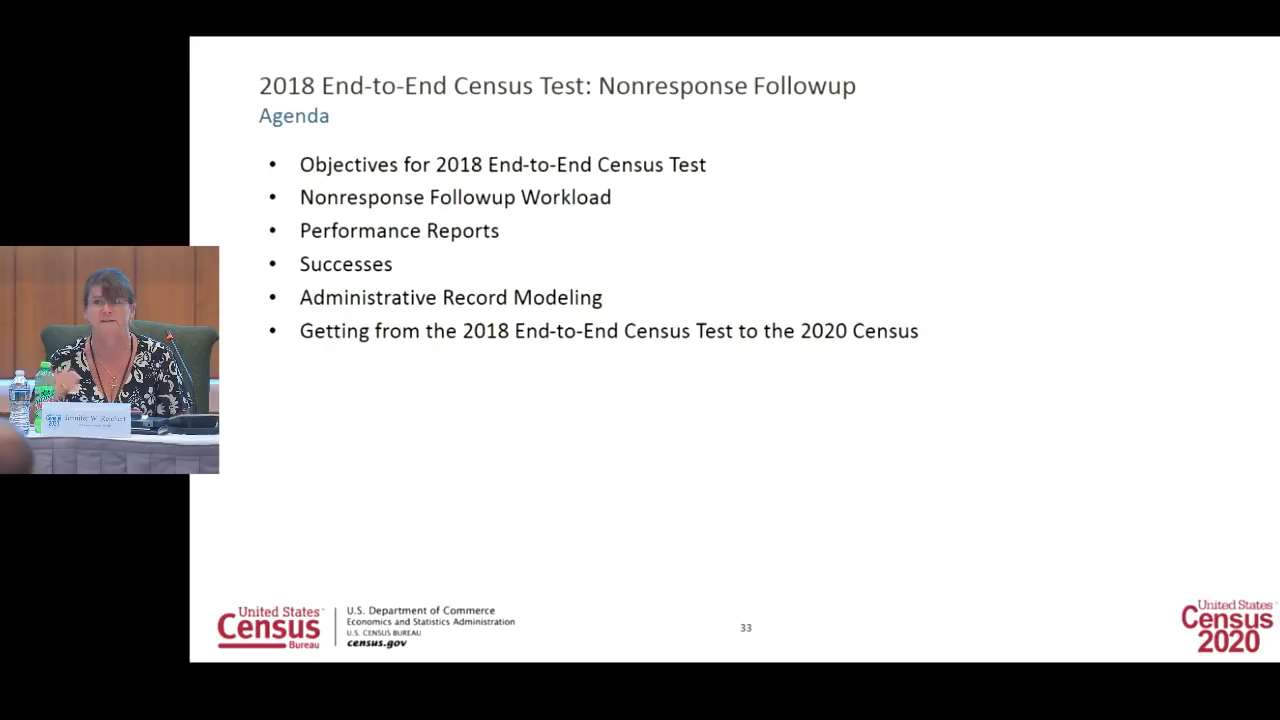 2018 End-to-End Census Test: Nonresponse Followup
Agenda
• Objectives for 2018 End-to-End Census Test
• Nonresponse Followup Workload
• Performance Reports
• Successes
• Administrative Record Modeling
• Getting from the 2018 End-to-End Census Test to the 2020 Census
Jennifer W. Reichert
United States
Census
Bureau
U.S. Department of Commerce
Economics and Statistics Administration
U.S. CENSUS BUREAU
census.gov
33
United States
Census
2020